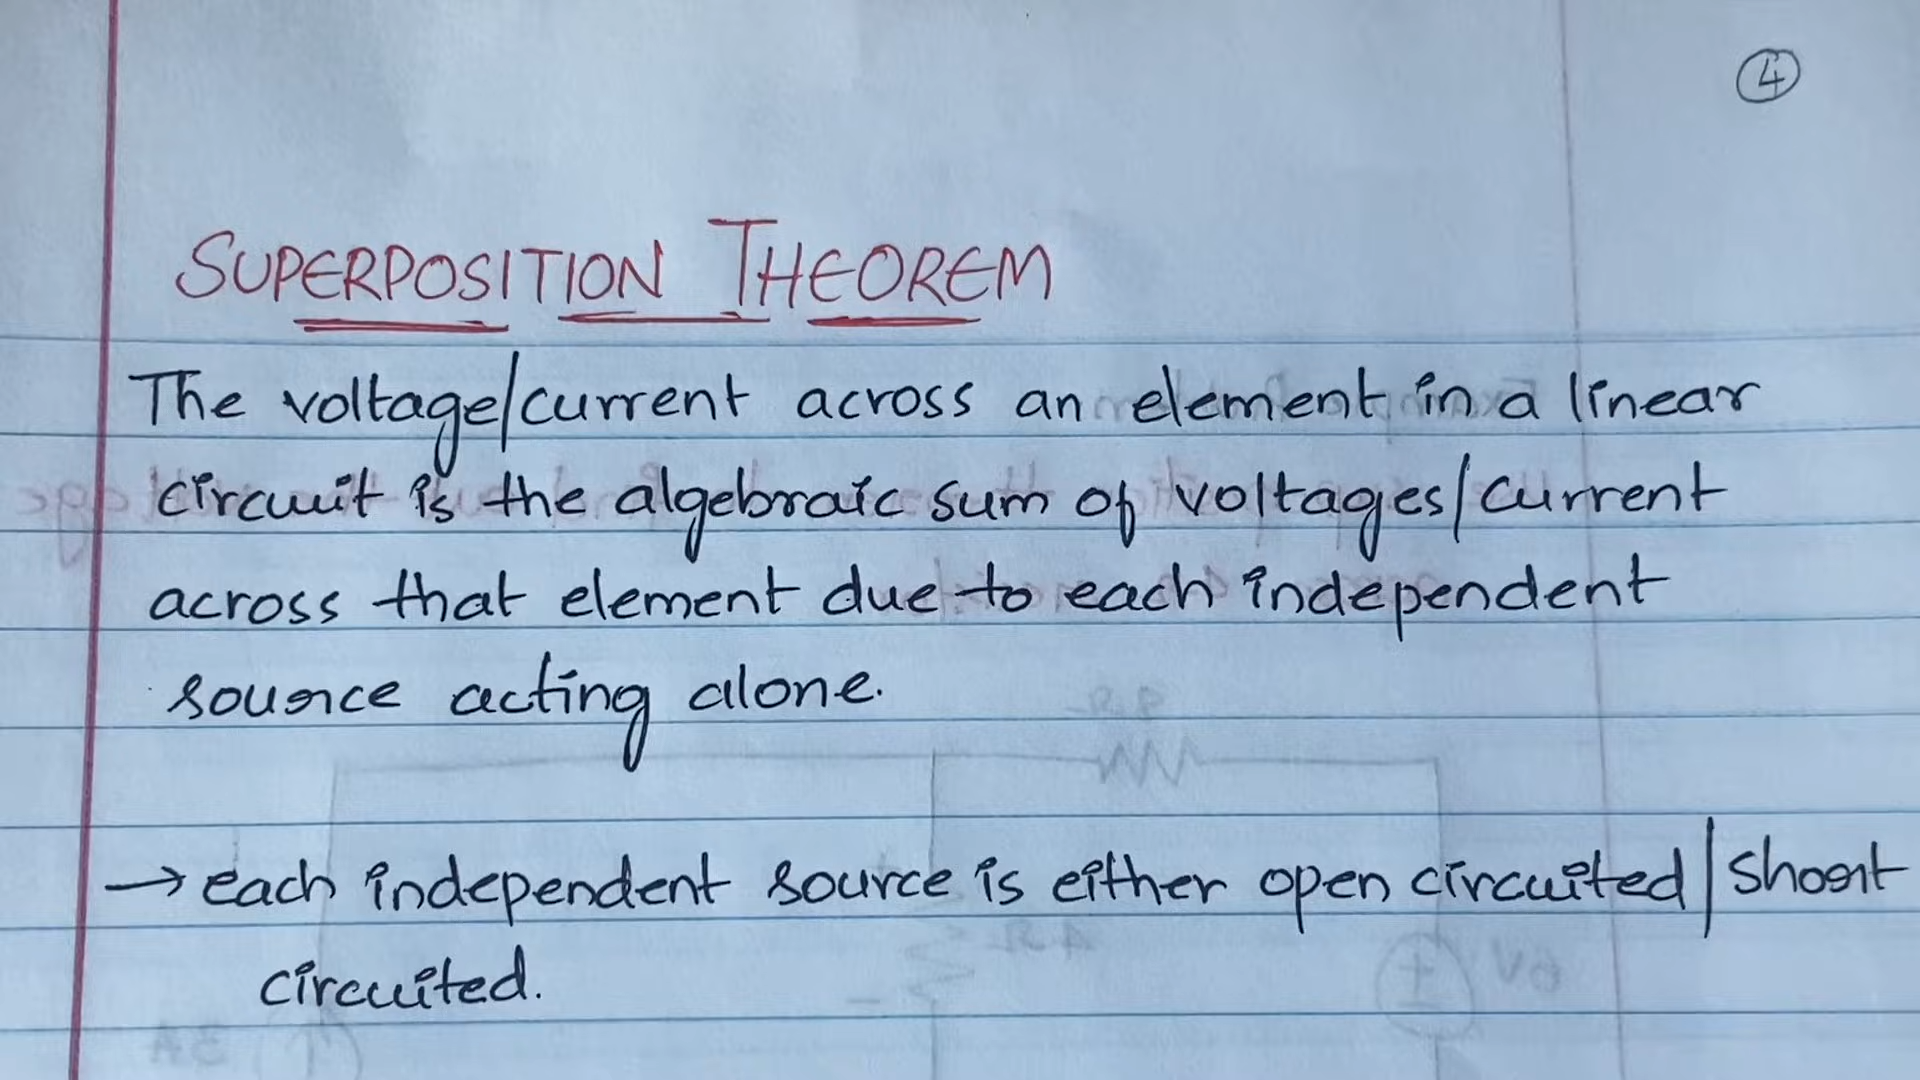 4
SUPERPOSITION THEOREM
The voltage/current across an element in a linear
circuit is the algebraic sum of voltages/current
across that element due to each independent
source acting alone.
→ each independent source is either open circuited/short
circuited.